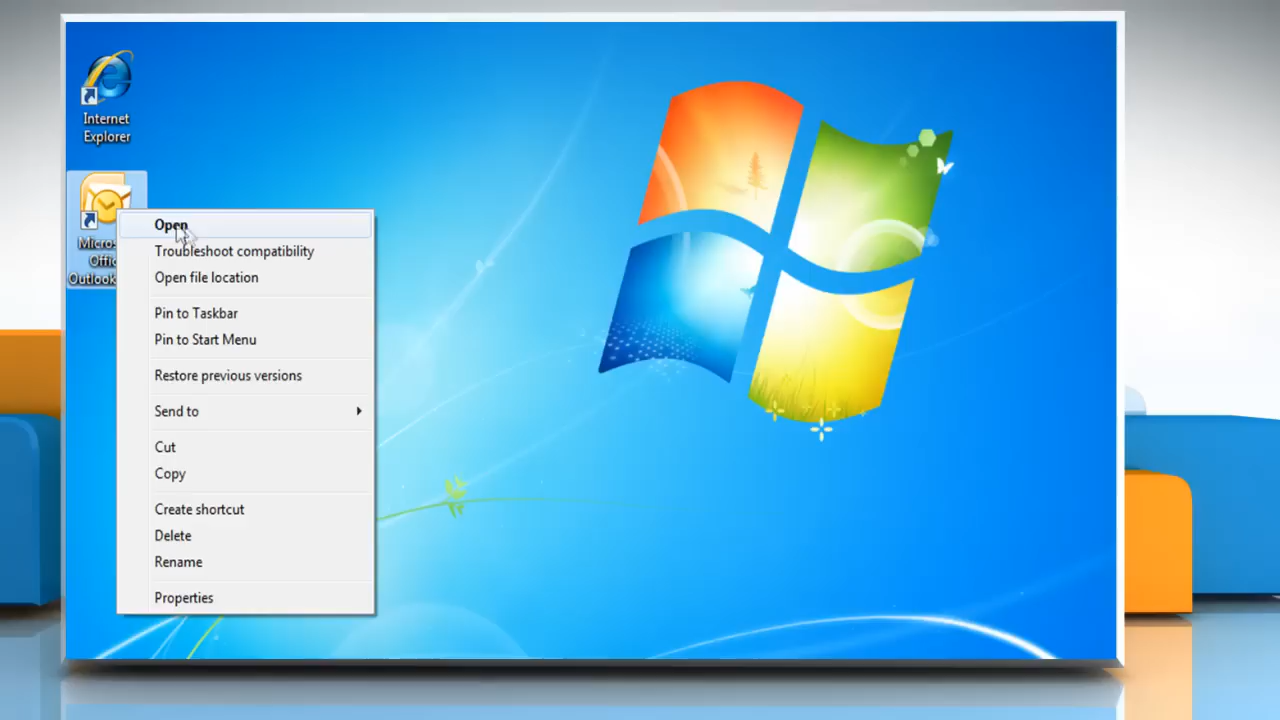 Internet
Explorer
Offic
Outlook
Open
Troubleshoot compatibility
Open file location
Pin to Taskbar
Pin to Start Menu
Restore previous versions
Send to
Cut
Copy
Create shortcut
Delete
Rename
Properties